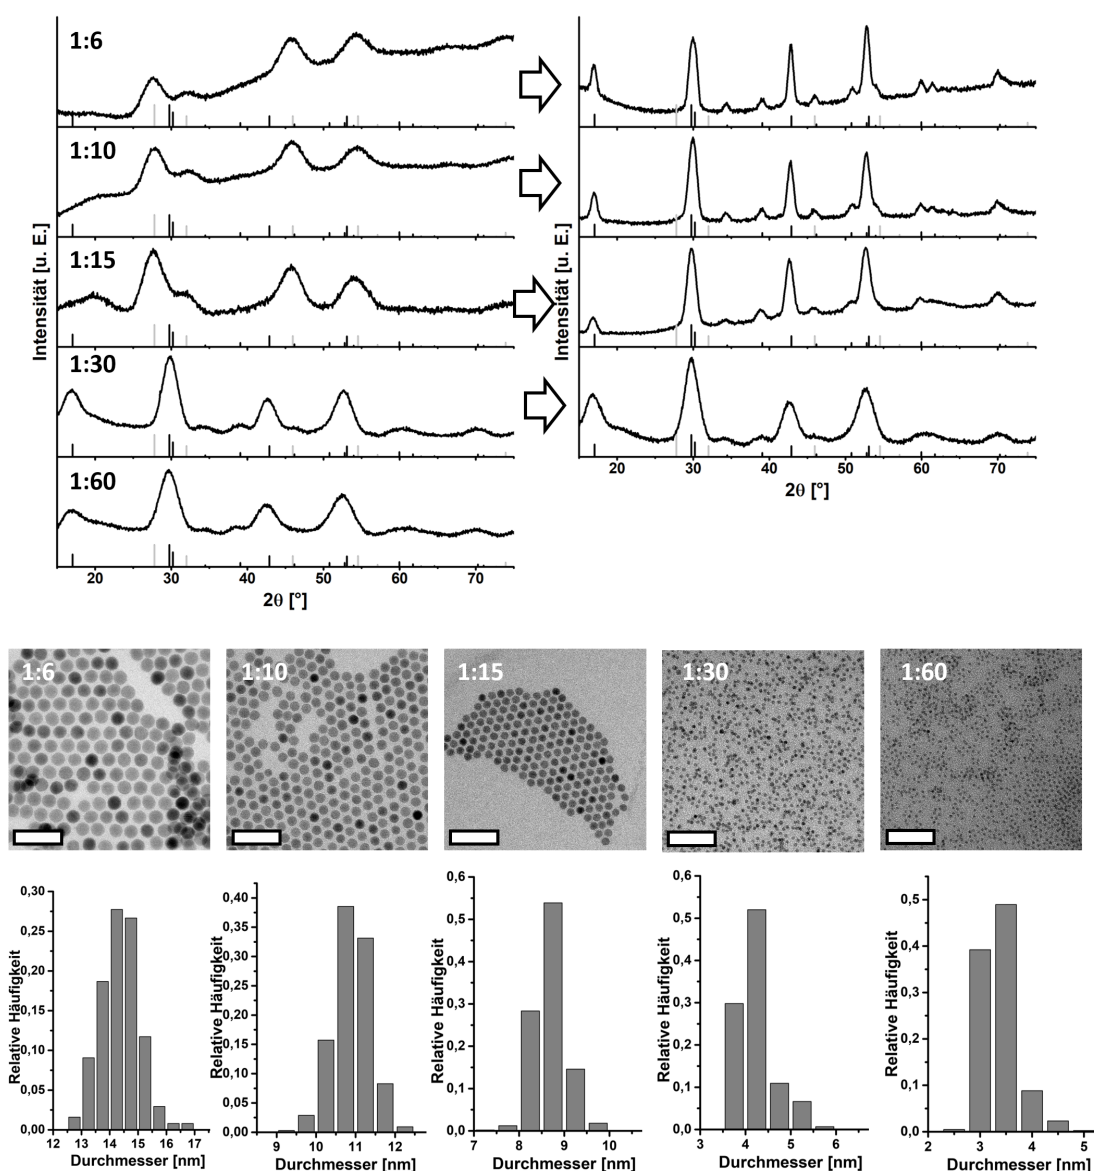 1:6
1:10
1:15
1:30
1:60
Intensität [u. E.]
20 30 40 50 60 70
2θ [°]
Intensität [u. E.]
20 30 40 50 60 70
2θ [°]
1:6
1:10
1:15
1:30
1:60
Relative Häufigkeit
0,30
0,25
0,20
0,15
0,10
0,05
0,00
12 13 14 15 16 17
Durchmesser [nm]
Relative Häufigkeit
0,40
0,35
0,30
0,25
0,20
0,15
0,10
0,05
0,00
9 10 11 12
Durchmesser [nm]
Relative Häufigkeit
0,6
0,5
0,4
0,3
0,2
0,1
0,0
7 8 9 10
Durchmesser [nm]
Relative Häufigkeit
0,6
0,5
0,4
0,3
0,2
0,1
0,0
3 4 5 6
Durchmesser [nm]
Relative Häufigkeit
0,5
0,4
0,3
0,2
0,1
0,0
2 3 4 5
Durchmesser [nm]